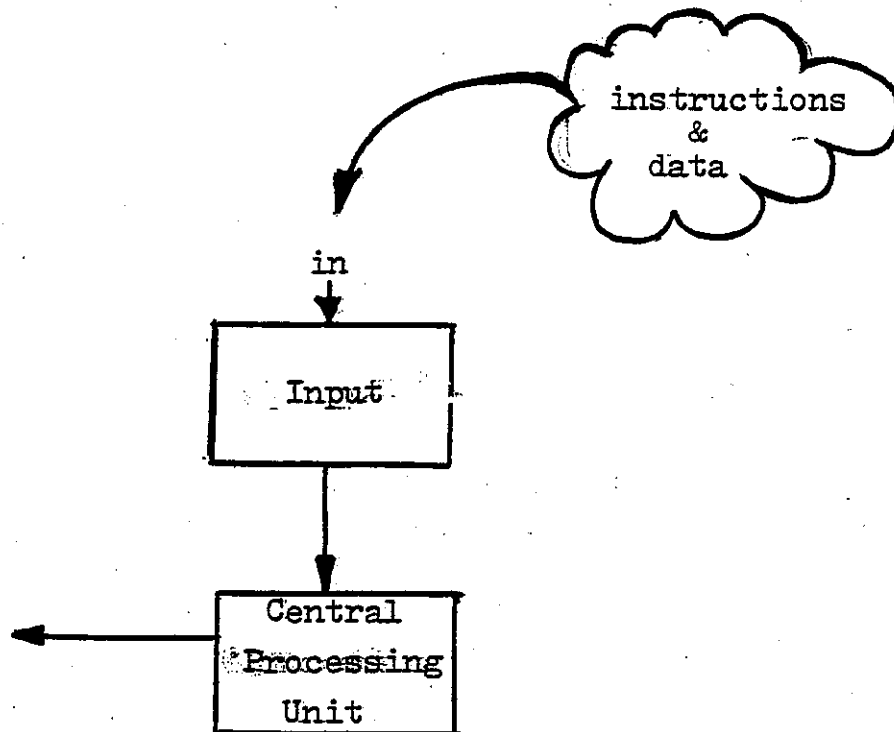 instructions
&
data
in
Input
Central
Processing
Unit